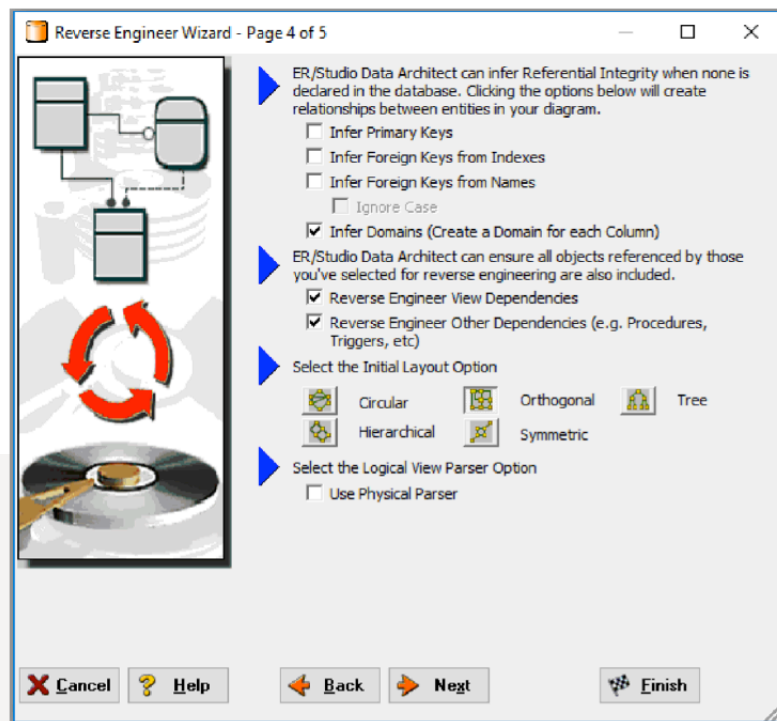 Reverse Engineer Wizard - Page 4 of 5
ER/Studio Data Architect can infer Referential Integrity when none is
declared in the database. Clicking the options below will create
relationships between entities in your diagram.
Infer Primary Keys
Infer Foreign Keys from Indexes
Infer Foreign Keys from Names
Ignore Case
Infer Domains (Create a Domain for each Column)
ER/Studio Data Architect can ensure all objects referenced by those
you've selected for reverse engineering are also included.
Reverse Engineer View Dependencies
Reverse Engineer Other Dependencies (e.g. Procedures,
Triggers, etc)
Select the Initial Layout Option
Circular Orthogonal Tree
Hierarchical Symmetric
Select the Logical View Parser Option
Use Physical Parser
Cancel Help Back Next Finish